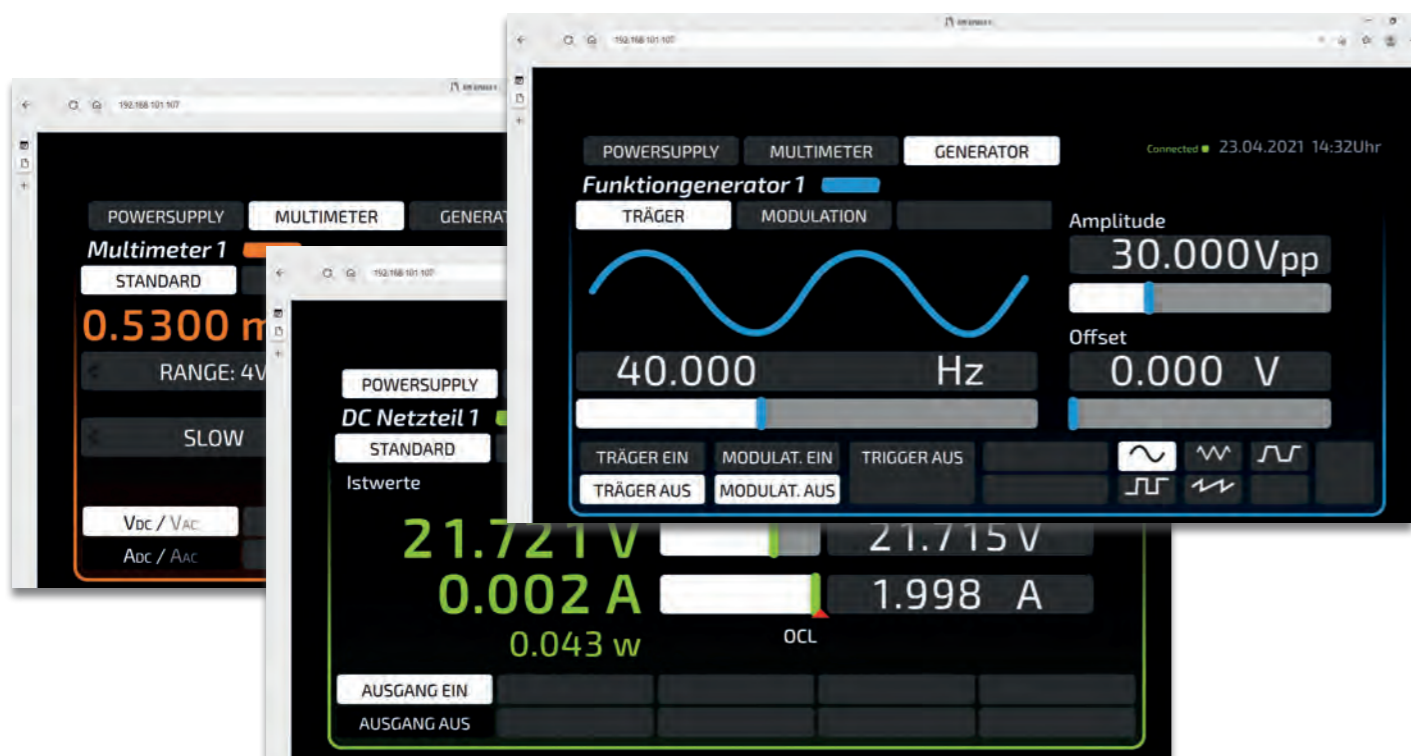 192.168.101.107
POWERSUPPLY MULTIMETER GENERATOR
Connected 23.04.2021 14:32Uhr
Funktiongenerator 1
TRÄGER MODULATION
Amplitude
30.000Vpp
Offset
40.000 Hz
0.000 V
TRÄGER EIN MODULAT. EIN TRIGGER AUS
TRÄGER AUS MODULAT. AUS
192.168.101.107
POWERSUPPLY MULTIMETER GENERAT
Multimeter 1
STANDARD
0.5300 m
RANGE: 4V
SLOW
VDC / VAC
ADC / AAC
192.168.101.107
POWERSUPPLY
DC Netzteil 1
STANDARD
Istwerte
21.721 V 21.715 V
0.002 A 1.998 A
0.043 w OCL
AUSGANG EIN
AUSGANG AUS